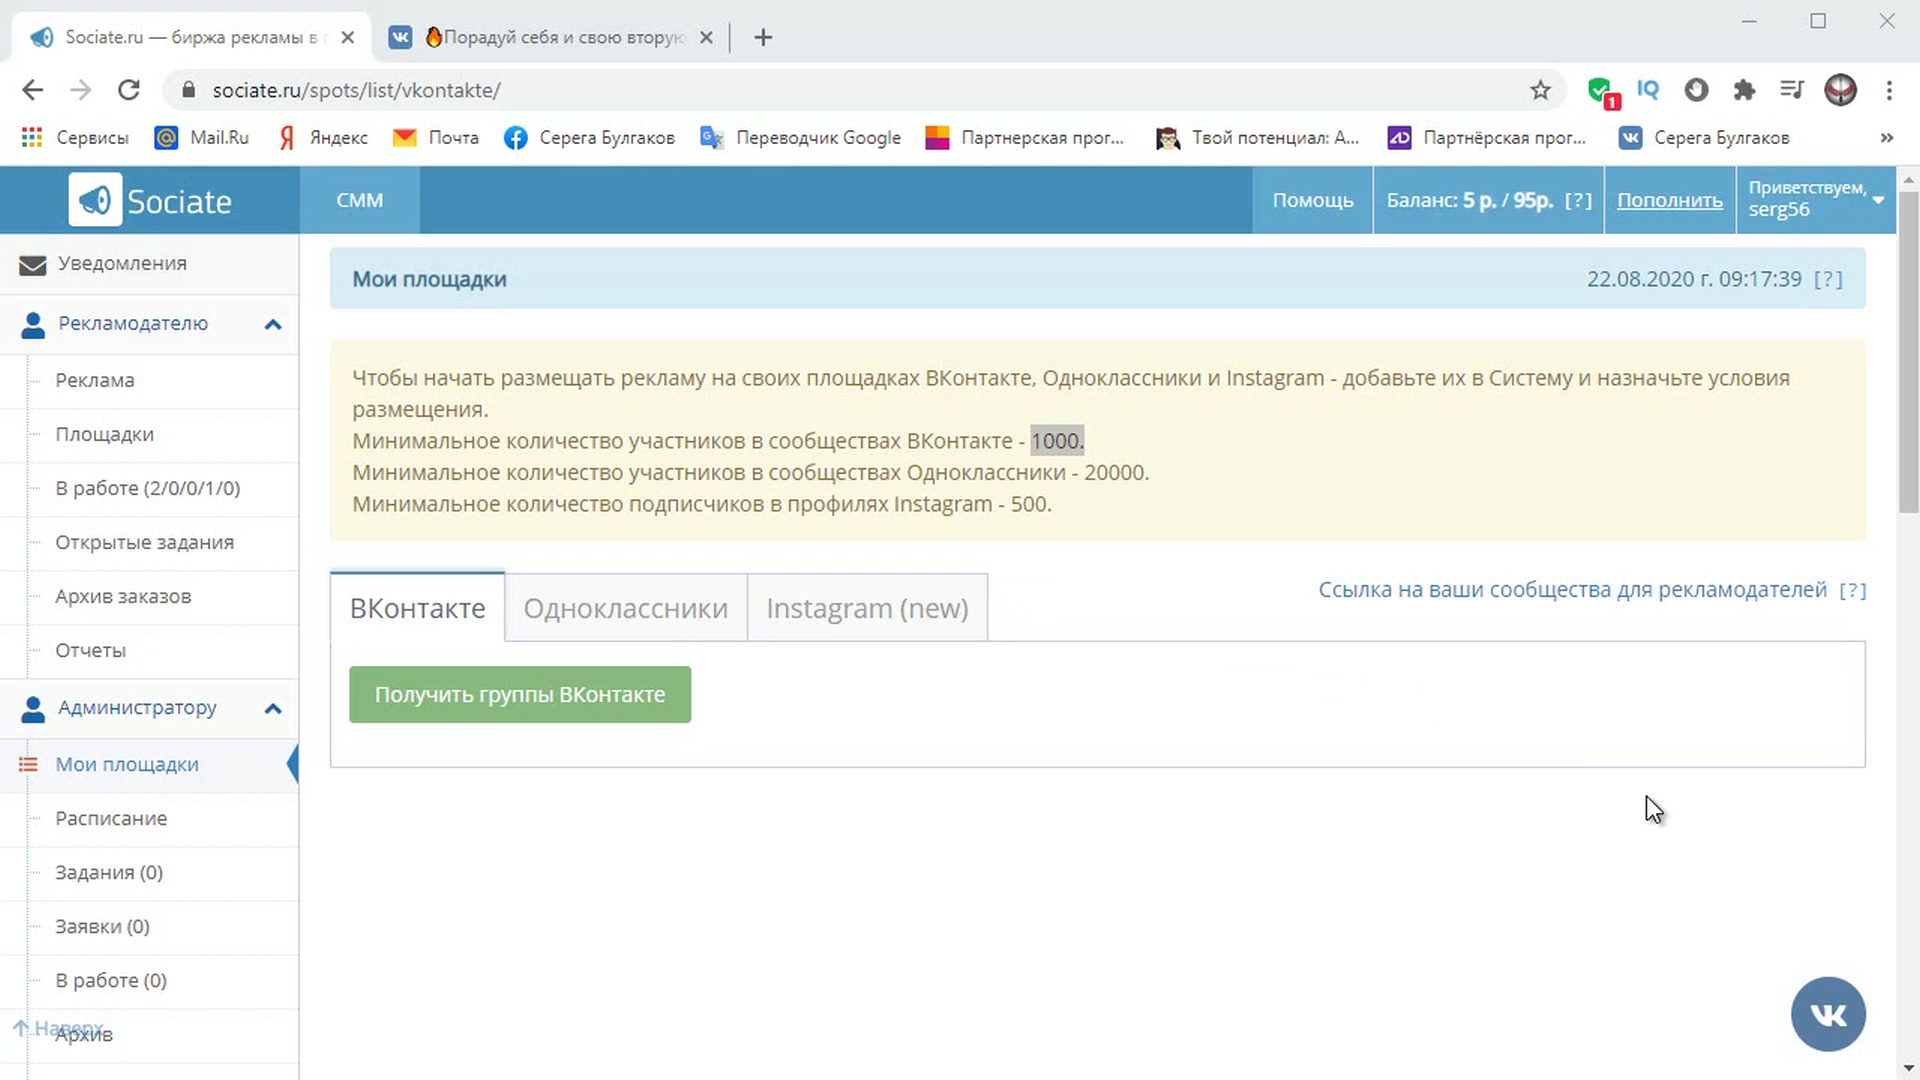 Sociate.ru — биржа рекламы в
🔥Порадуй себя и свою вторую
sociate.ru/spots/list/vkontakte/
1
IQ
Сервисы
Mail.Ru
Яндекс
Почта
Серега Булгаков
Переводчик Google
Партнерская прог...
Твой потенциал: А...
Партнёрская прог...
Серега Булгаков
»
Sociate
СММ
Помощь
Баланс: 5 р. / 95р. [?]
Пополнить
Приветствуем,
serg56
Уведомления
Рекламодателю
Реклама
Площадки
В работе (2/0/0/1/0)
Открытые задания
Архив заказов
Отчеты
Администратору
Мои площадки
Расписание
Задания (0)
Заявки (0)
В работе (0)
Наверх
Архив
Мои площадки
22.08.2020 г. 09:17:39 [?]
Чтобы начать размещать рекламу на своих площадках ВКонтакте, Одноклассники и Instagram - добавьте их в Систему и назначьте условия
размещения.
Минимальное количество участников в сообществах ВКонтакте - 1000.
Минимальное количество участников в сообществах Одноклассники - 20000.
Минимальное количество подписчиков в профилях Instagram - 500.
ВКонтакте
Одноклассники
Instagram (new)
Ссылка на ваши сообщества для рекламодателей [?]
Получить группы ВКонтакте